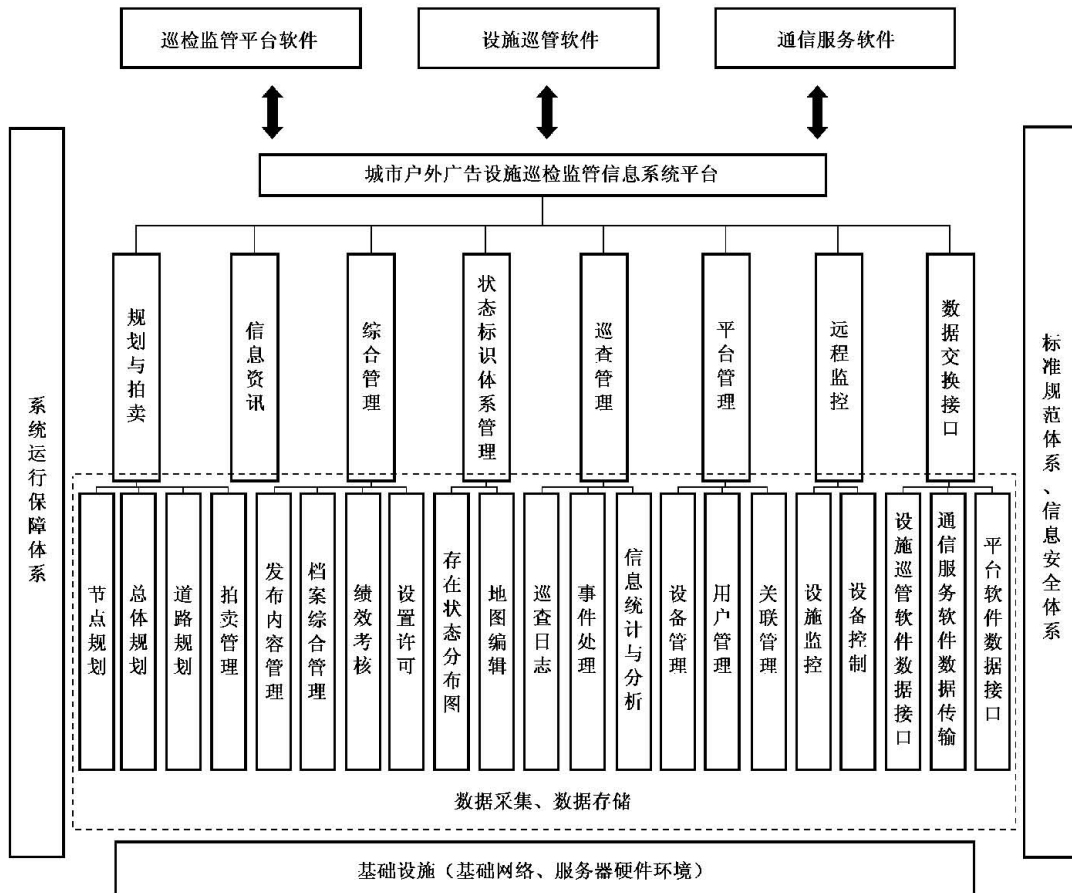 巡检监管平台软件
设施巡管软件
通信服务软件
城市户外广告设施巡检监管信息系统平台
系统运行保障体系
规划与拍卖
信息资讯
综合管理
状态标识体系管理
巡查管理
平台管理
远程监控
数据交换接口
标准规范体系、信息安全体系
节点规划
总体规划
道路规划
拍卖管理
发布内容管理
档案综合管理
绩效考核
设置许可
存在状态分布图
地图编辑
巡查日志
事件处理
信息统计与分析
设备管理
用户管理
关联管理
设施监控
设备控制
设施巡管软件数据接口
通信服务软件数据传输
平台软件数据接口
数据采集、数据存储
基础设施（基础网络、服务器硬件环境）